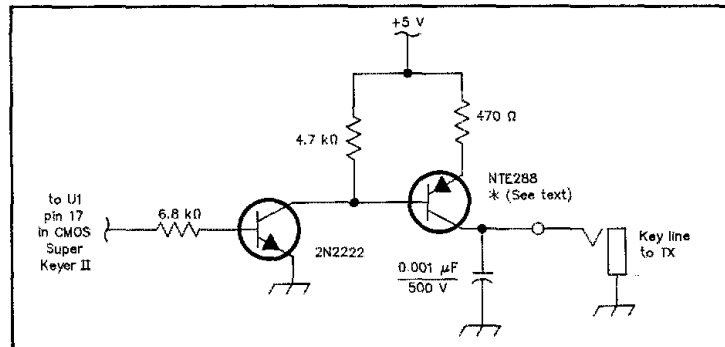 +5 V
4.7 kΩ
470 Ω
NTE288
* (See text)
to U1
pin 17
in CMOS
Super
Keyer II
6.8 kΩ
2N2222
0.001 µF
500 V
Key line
to TX